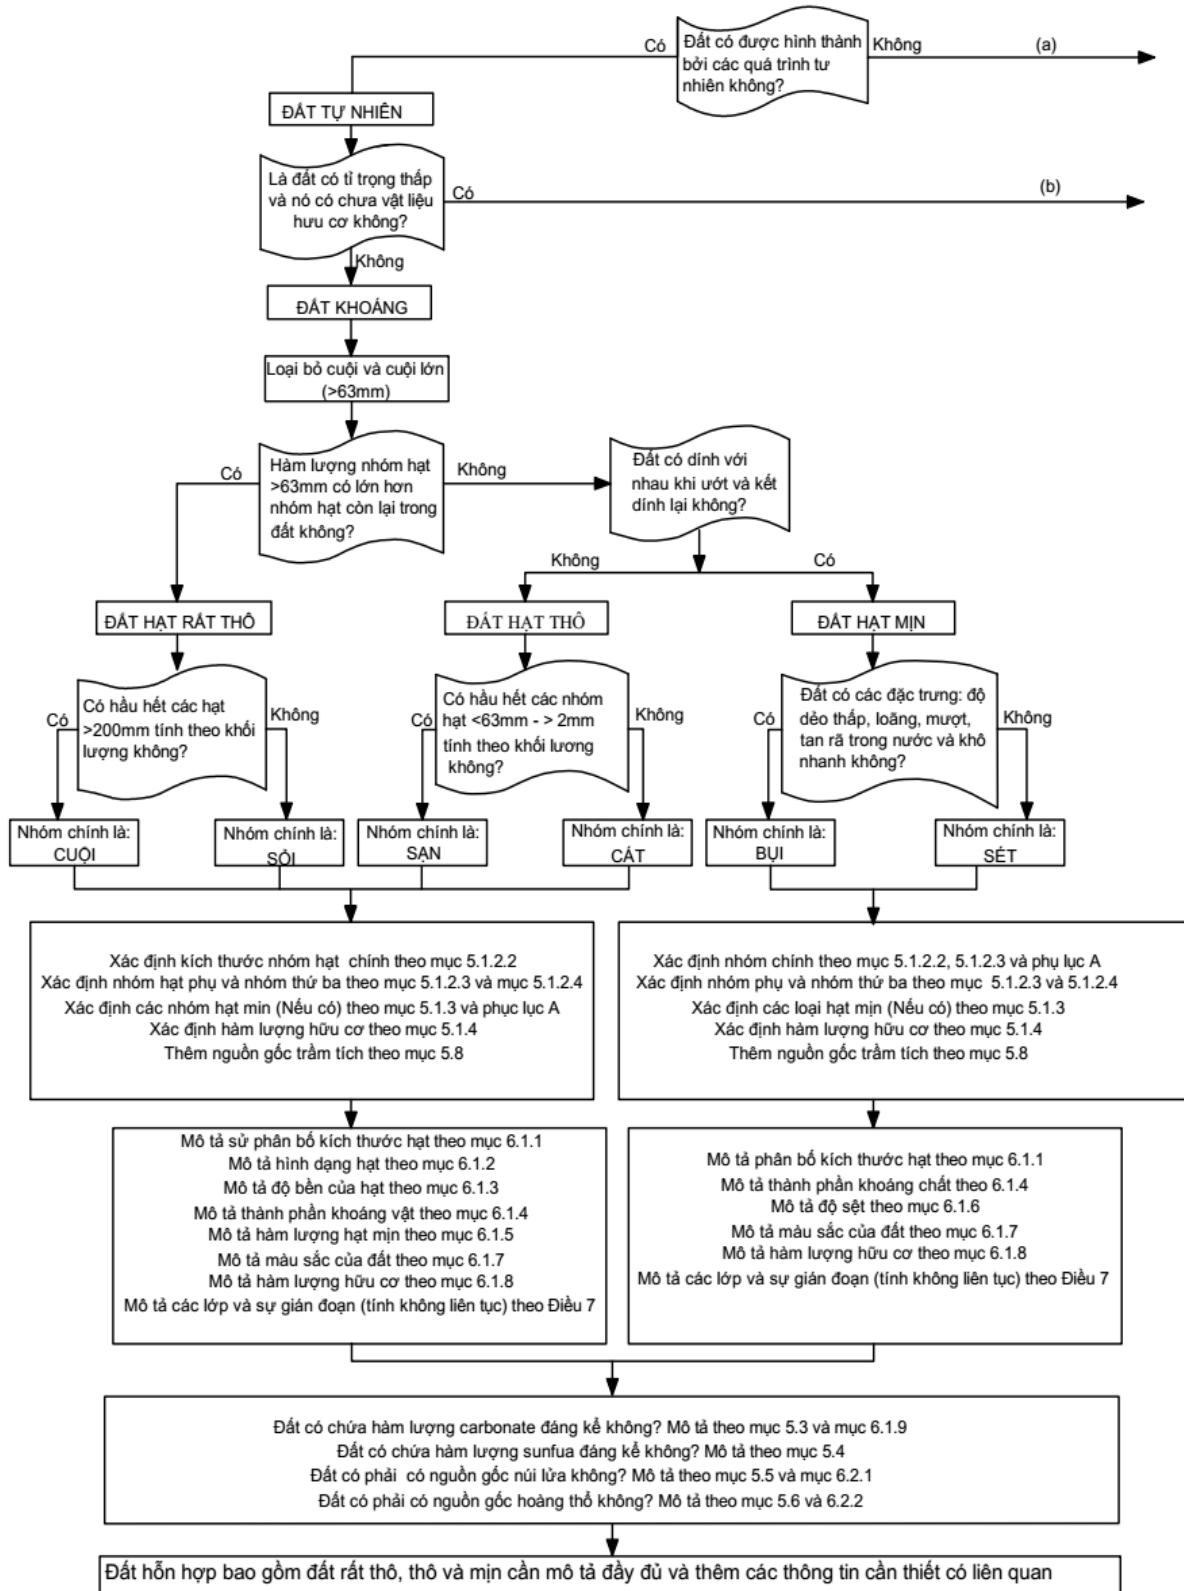 Đất có được hình thành
bởi các quá trình tư
nhiên không?
Có
Không
(a)
ĐẤT TỰ NHIÊN
Là đất có tỉ trọng thấp
và nó có chưa vật liệu
hưu cơ không?
Có
(b)
Không
ĐẤT KHOÁNG
Loại bỏ cuội và cuội lớn
(>63mm)
Có
Hàm lượng nhóm hạt
>63mm có lớn hơn
nhóm hạt còn lại trong
đất không?
Không
Đất có dính với
nhau khi ướt và kết
dính lại không?
Không
Có
ĐẤT HẠT RẤT THÔ
ĐẤT HẠT THÔ
ĐẤT HẠT MỊN
Có
Có hầu hết các hạt
>200mm tính theo khối
lượng không?
Không
Có
Có hầu hết các nhóm
hạt <63mm - > 2mm
tính theo khối lương
không?
Không
Có
Đất có các đặc trưng: độ
dẻo thấp, loãng, mượt,
tan rã trong nước và khô
nhanh không?
Không
Nhóm chính là:
CUỘI
Nhóm chính là:
SỎI
Nhóm chính là:
SẠN
Nhóm chính là:
CÁT
Nhóm chính là:
BỤI
Nhóm chính là:
SÉT
Xác định kích thước nhóm hạt chính theo mục 5.1.2.2
Xác định nhóm hạt phụ và nhóm thứ ba theo mục 5.1.2.3 và mục 5.1.2.4
Xác định các nhóm hạt min (Nếu có) theo mục 5.1.3 và phục lục A
Xác định hàm lượng hữu cơ theo mục 5.1.4
Thêm nguồn gốc trầm tích theo mục 5.8
Xác định nhóm chính theo mục 5.1.2.2, 5.1.2.3 và phụ lục A
Xác định nhóm phụ và nhóm thứ ba theo mục 5.1.2.3 và 5.1.2.4
Xác định các loại hạt mịn (Nếu có) theo mục 5.1.3
Xác định hàm lượng hữu cơ theo mục 5.1.4
Thêm nguồn gốc trầm tích theo mục 5.8
Mô tả sử phân bố kích thước hạt theo mục 6.1.1
Mô tả hình dạng hạt theo mục 6.1.2
Mô tả độ bền của hạt theo mục 6.1.3
Mô tả thành phần khoáng vật theo mục 6.1.4
Mô tả hàm lượng hạt mịn theo mục 6.1.5
Mô tả màu sắc của đất theo mục 6.1.7
Mô tả hàm lượng hữu cơ theo mục 6.1.8
Mô tả các lớp và sự gián đoạn (tính không liên tục) theo Điều 7
Mô tả phân bố kích thước hạt theo mục 6.1.1
Mô tả thành phần khoáng chất theo 6.1.4
Mô tả độ sệt theo mục 6.1.6
Mô tả màu sắc của đất theo mục 6.1.7
Mô tả hàm lượng hữu cơ theo mục 6.1.8
Mô tả các lớp và sự gián đoạn (tính không liên tục) theo Điều 7
Đất có chứa hàm lượng carbonate đáng kể không? Mô tả theo mục 5.3 và mục 6.1.9
Đất có chứa hàm lượng sunfua đáng kể không? Mô tả theo mục 5.4
Đất có phải có nguồn gốc núi lửa không? Mô tả theo mục 5.5 và mục 6.2.1
Đất có phải có nguồn gốc hoàng thổ không? Mô tả theo mục 5.6 và 6.2.2
Đất hỗn hợp bao gồm đất rất thô, thô và mịn cần mô tả đầy đủ và thêm các thông tin cần thiết có liên quan